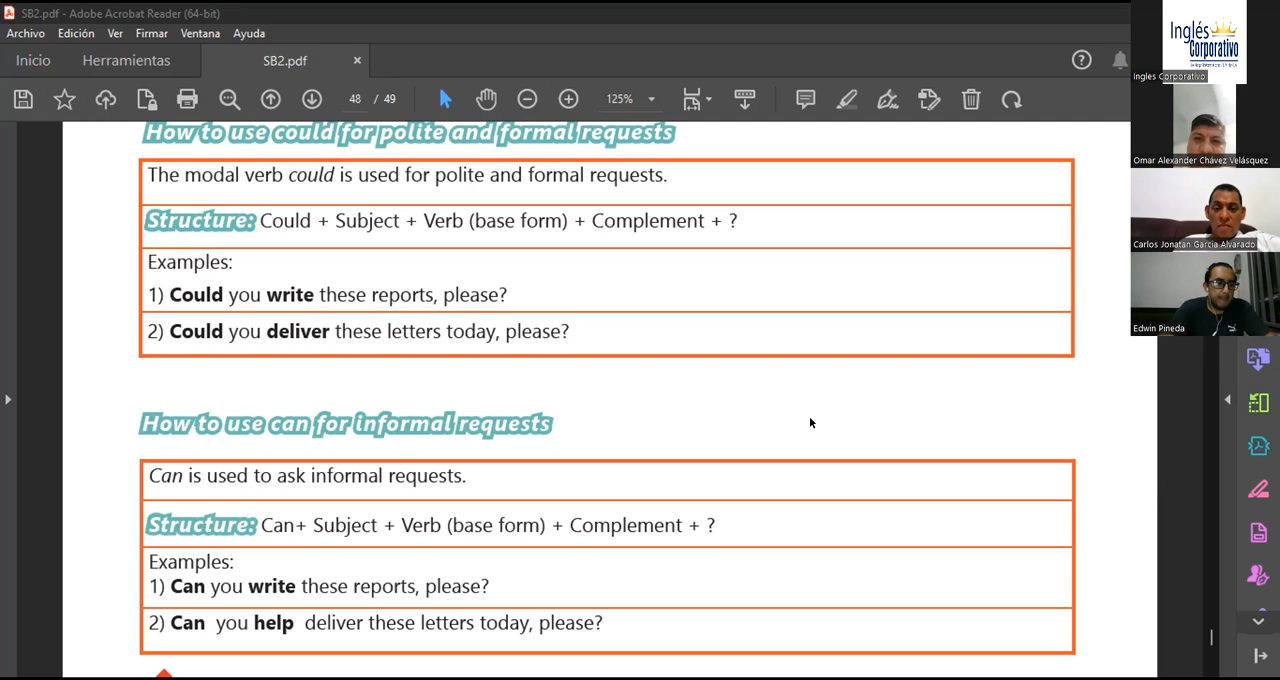 SB2.pdf - Adobe Acrobat Reader (64-bit)
Archivo Edición Ver Firmar Ventana Ayuda
Inicio Herramientas SB2.pdf ×
48 / 49 125%
How to use could for polite and formal requests
The modal verb could is used for polite and formal requests.
Structure: Could + Subject + Verb (base form) + Complement + ?
Examples:
1) Could you write these reports, please?
2) Could you deliver these letters today, please?
How to use can for informal requests
Can is used to ask informal requests.
Structure: Can+ Subject + Verb (base form) + Complement + ?
Examples:
1) Can you write these reports, please?
2) Can you help deliver these letters today, please?
Inglés
Corporativo
Ingles Corporativo
Omar Alexander Chávez Velásquez
Carlos Jonatan Garcia Alvarado
Edwin Pineda